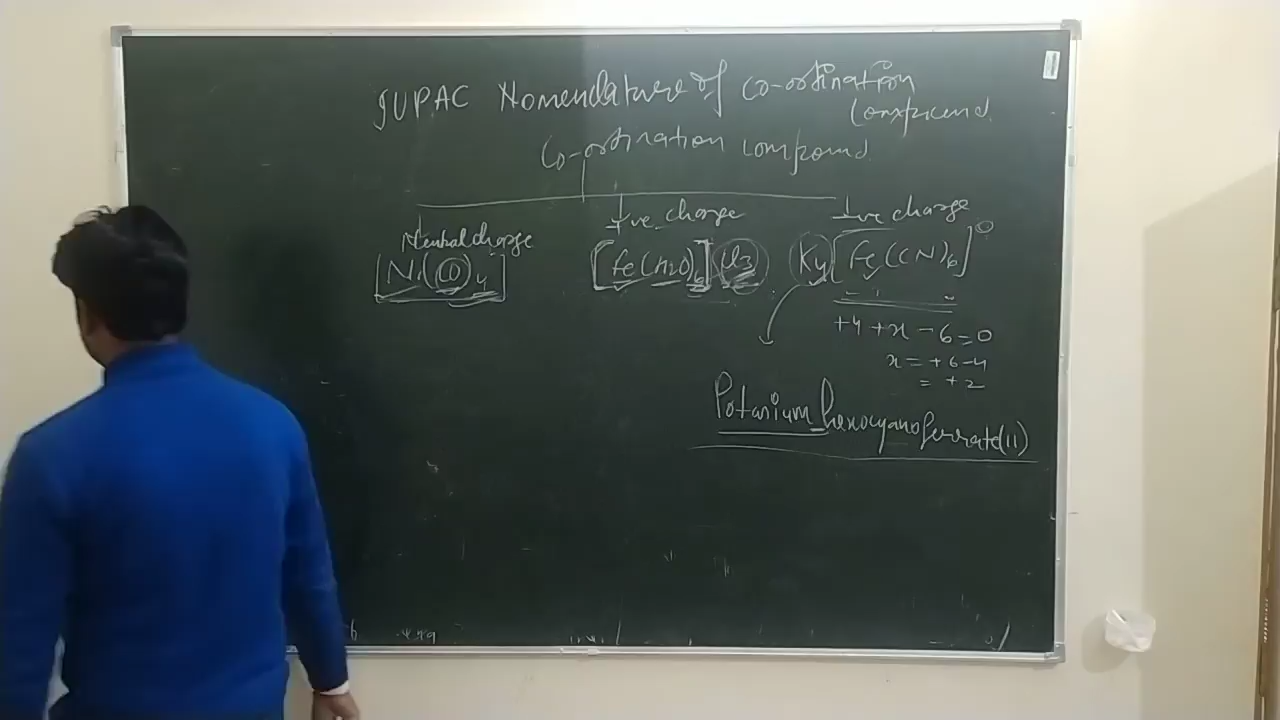 IUPAC Nomenclature of Co-ordination
Compound
Co-ordination compound
Neutral charge
+ve charge
-ve charge
[Ni(CO)4]
[Fe(H2O)6]Cl3
K4[Fe(CN)6]
+4 + x - 6 = 0
x = + 6 - 4
= + 2
Potassium hexocyanoferrate(II)